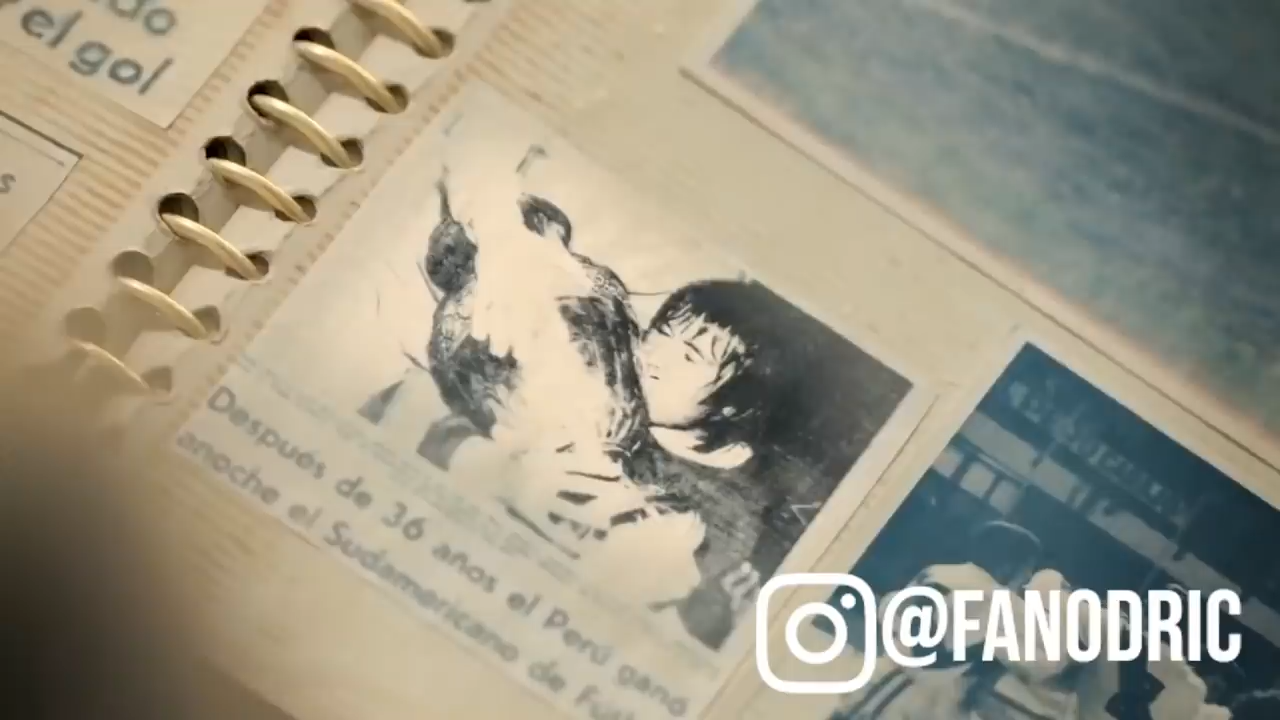 el gol
s
Después de 36 años el Perú ganó
anoche el Sudamericano de
@FANODRIC